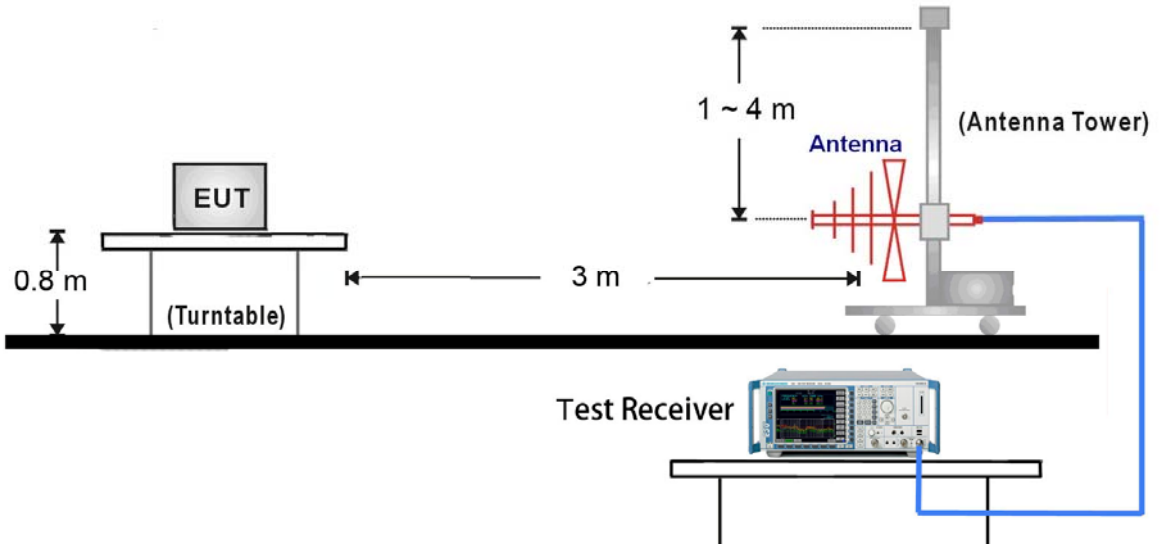 1 ~ 4 m
(Antenna Tower)
Antenna
EUT
0.8 m
3 m
(Turntable)
Test Receiver